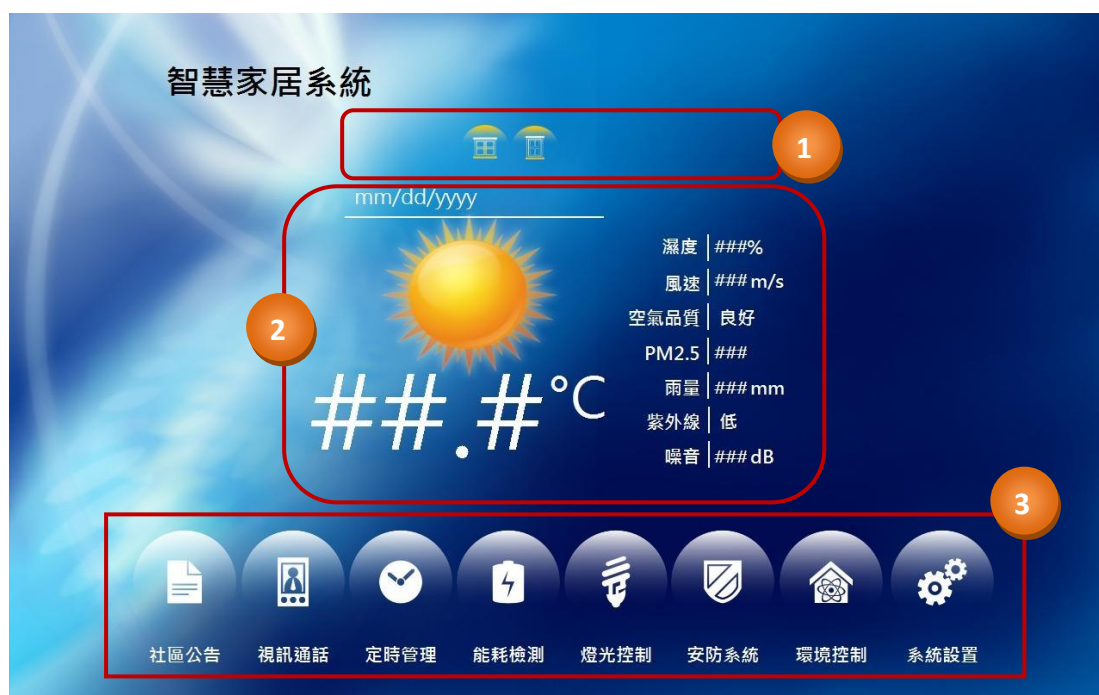 智慧家居系統
1
mm/dd/yyyy
2
##.#°C
濕度 ###%
風速 ### m/s
空氣品質 良好
PM2.5 ###
雨量 ### mm
紫外線 低
噪音 ### dB
3
社區公告 視訊通話 定時管理 能耗檢測 燈光控制 安防系統 環境控制 系統設置